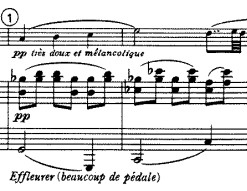 1
pp très doux et mélancolique
pp
Effleurer (beaucoup de pédale)